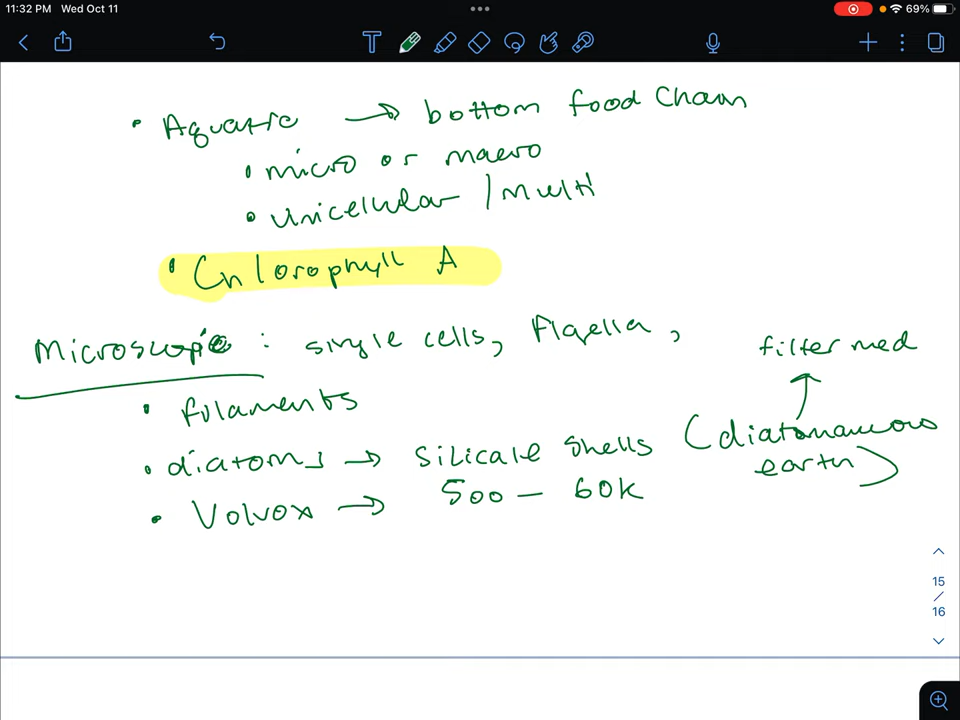 11:32 PM Wed Oct 11
69%
• Aquatic → bottom food chain
• micro or macro
• Unicellular / Multi
• Chlorophyll A
Microscopic : single cells, flagella,
filter med
• filaments
• diatoms → Silicate shells (diatomaneous earth)
• Volvox → 500 – 60K
15
/
16